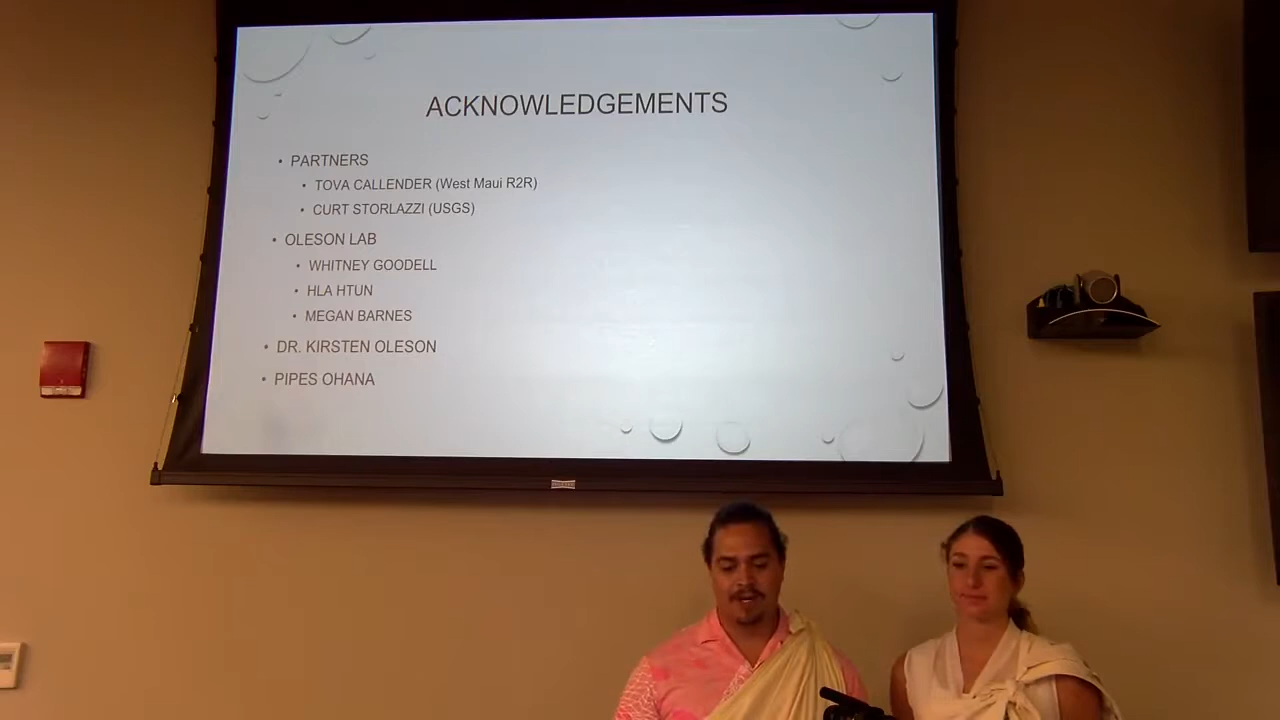 ACKNOWLEDGEMENTS
• PARTNERS
• TOVA CALLENDER (West Maui R2R)
• CURT STORLAZZI (USGS)
• OLESON LAB
• WHITNEY GOODELL
• HLA HTUN
• MEGAN BARNES
• DR. KIRSTEN OLESON
• PIPES OHANA